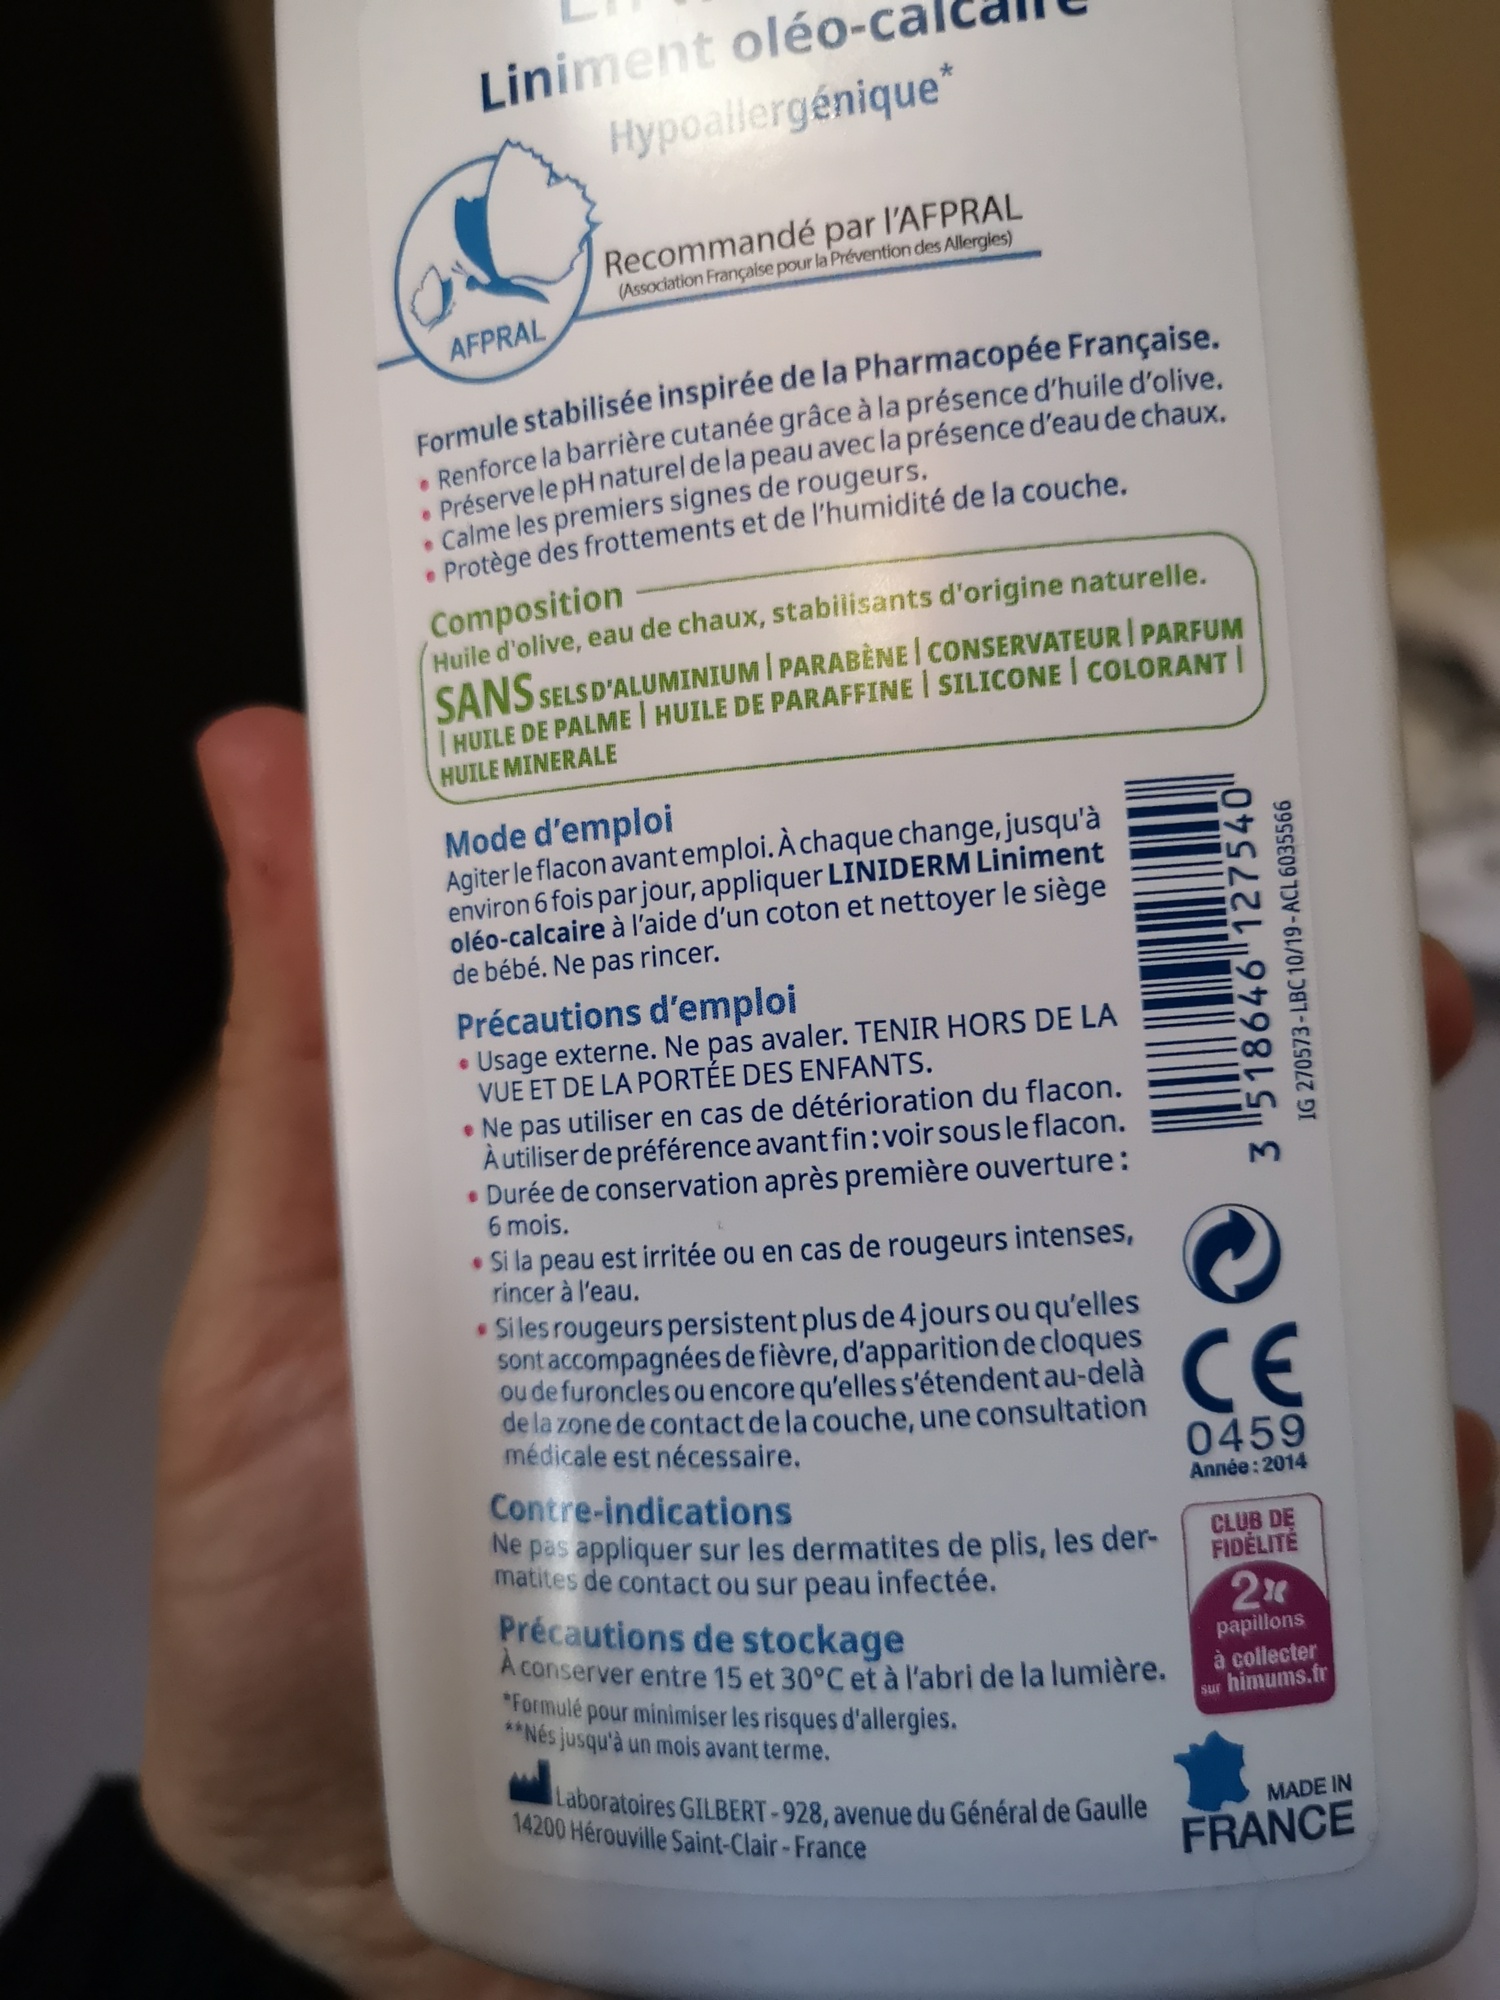 Liniment oléo-calcaire
Hypoallergénique*
AFPRAL
Recommandé par l'AFPRAL
(Association Française pour la Prévention des Allergies)
Formule stabilisée inspirée de la Pharmacopée Française.
• Renforce la barrière cutanée grâce à la présence d'huile d'olive.
• Préserve le pH naturel de la peau avec la présence d'eau de chaux.
• Calme les premiers signes de rougeurs.
• Protège des frottements et de l'humidité de la couche.
Composition
Huile d'olive, eau de chaux, stabilisants d'origine naturelle.
SANS SELS D'ALUMINIUM | PARABÈNE | CONSERVATEUR | PARFUM
| HUILE DE PALME | HUILE DE PARAFFINE | SILICONE | COLORANT |
HUILE MINERALE
Mode d'emploi
Agiter le flacon avant emploi. À chaque change, jusqu'à
environ 6 fois par jour, appliquer LINIDERM Liniment
oléo-calcaire à l'aide d'un coton et nettoyer le siège
de bébé. Ne pas rincer.
Précautions d'emploi
• Usage externe. Ne pas avaler. TENIR HORS DE LA
VUE ET DE LA PORTÉE DES ENFANTS.
• Ne pas utiliser en cas de détérioration du flacon.
À utiliser de préférence avant fin : voir sous le flacon.
• Durée de conservation après première ouverture :
6 mois.
• Si la peau est irritée ou en cas de rougeurs intenses,
rincer à l'eau.
• Si les rougeurs persistent plus de 4 jours ou qu'elles
sont accompagnées de fièvre, d'apparition de cloques
ou de furoncles ou encore qu'elles s'étendent au-delà
de la zone de contact de la couche, une consultation
médicale est nécessaire.
Contre-indications
Ne pas appliquer sur les dermatites de plis, les der-
matites de contact ou sur peau infectée.
Précautions de stockage
À conserver entre 15 et 30°C et à l'abri de la lumière.
*Formulé pour minimiser les risques d'allergies.
**Nés jusqu'à un mois avant terme.
Laboratoires GILBERT - 928, avenue du Général de Gaulle
14200 Hérouville Saint-Clair - France
3 518646 127540
IG 270573 - LBC 10/19 - ACL 6035566
CE
0459
Année : 2014
CLUB DE
FIDÉLITÉ
2
papillons
à collecter
sur himums.fr
MADE IN
FRANCE